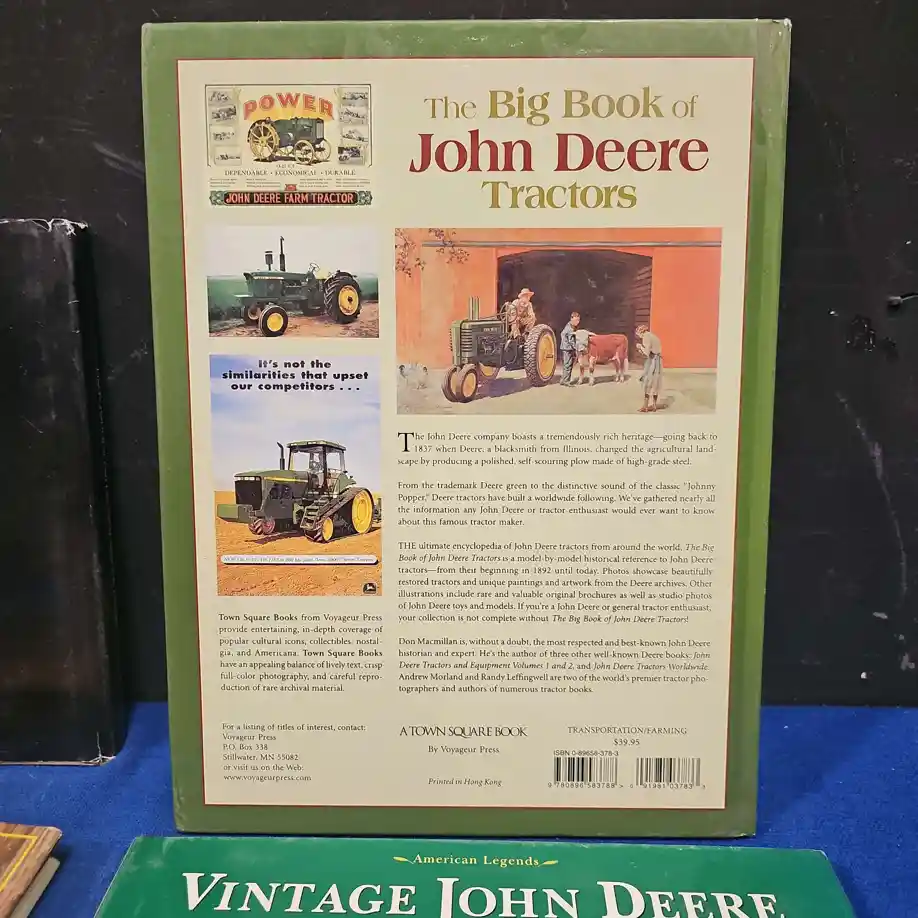 POWER
DEPENDABLE • ECONOMICAL • DURABLE
JOHN DEERE FARM TRACTOR
The Big Book of
John Deere
Tractors
It's not the
similarities that upset
our competitors . . .
The John Deere company boasts a tremendously rich heritage—going back to
1837 when Deere, a blacksmith from Illinois, changed the agricultural land-
scape by producing a polished, self-scouring plow made of high-grade steel.
From the trademark Deere green to the distinctive sound of the classic "Johnny
Popper," Deere tractors have built a worldwide following. We've gathered nearly all
the information any John Deere or tractor enthusiast would ever want to know
about this famous tractor maker.
THE ultimate encyclopedia of John Deere tractors from around the world, The Big
Book of John Deere Tractors is a model-by-model historical reference to John Deere
tractors—from their beginning in 1892 until today. Photos showcase beautifully
restored tractors and unique paintings and artwork from the Deere archives. Other
illustrations include rare and valuable original brochures as well as studio photos
of John Deere toys and models. If you're a John Deere or general tractor enthusiast,
your collection is not complete without The Big Book of John Deere Tractors!
Don Macmillan is, without a doubt, the most respected and best-known John Deere
historian and expert. He's the author of three other well-known Deere books: John
Deere Tractors and Equipment Volumes 1 and 2, and John Deere Tractors Worldwide.
Andrew Morland and Randy Leffingwell are two of the world's premier tractor pho-
tographers and authors of numerous tractor books.
Town Square Books from Voyageur Press
provide entertaining, in-depth coverage of
popular cultural icons, collectibles, nostal-
gia, and Americana. Town Square Books
have an appealing balance of lively text, crisp
full-color photography, and careful repro-
duction of rare archival material.
For a listing of titles of interest, contact:
Voyageur Press
P.O. Box 338
Stillwater, MN 55082
or visit us on the Web:
www.voyageurpress.com
A TOWN SQUARE BOOK
By Voyageur Press
Printed in Hong Kong
TRANSPORTATION/FARMING
$39.95
ISBN 0-89658-378-3
9 780896 583788 >
0 91981 03783 3
American Legends
VINTAGE JOHN DEERE